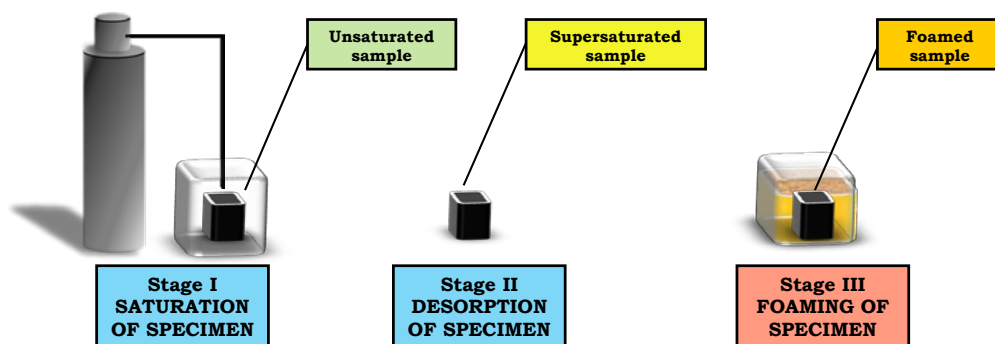 Unsaturated
sample
Supersaturated
sample
Foamed
sample
Stage I
SATURATION
OF SPECIMEN
Stage II
DESORPTION
OF SPECIMEN
Stage III
FOAMING OF
SPECIMEN